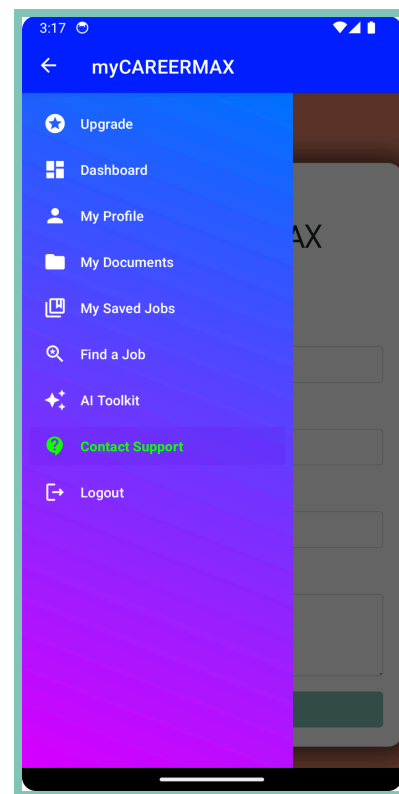 3:17
myCAREERMAX
Upgrade
Dashboard
My Profile
AX
My Documents
My Saved Jobs
Find a Job
AI Toolkit
Contact Support
Logout